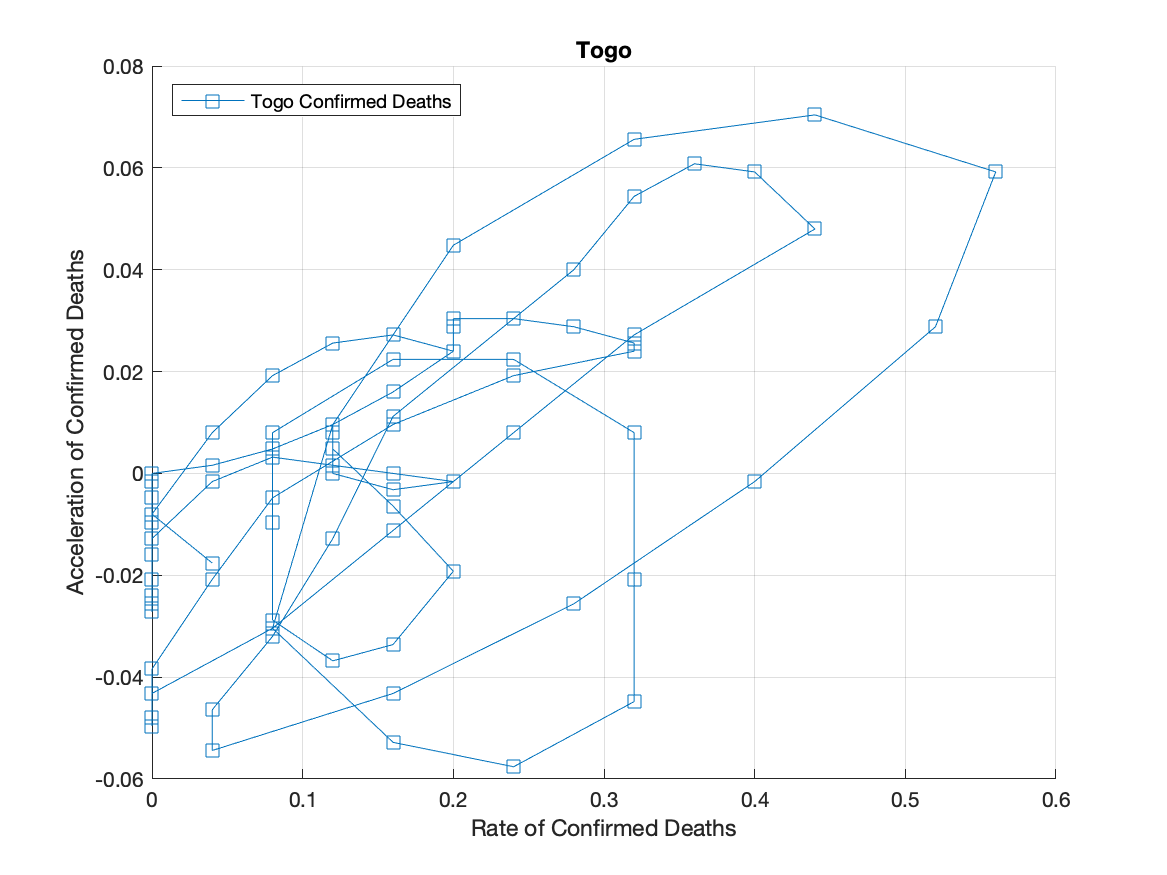 Togo
Togo Confirmed Deaths
Acceleration of Confirmed Deaths
0.08
0.06
0.04
0.02
0
-0.02
-0.04
-0.06
0 0.1 0.2 0.3 0.4 0.5 0.6
Rate of Confirmed Deaths